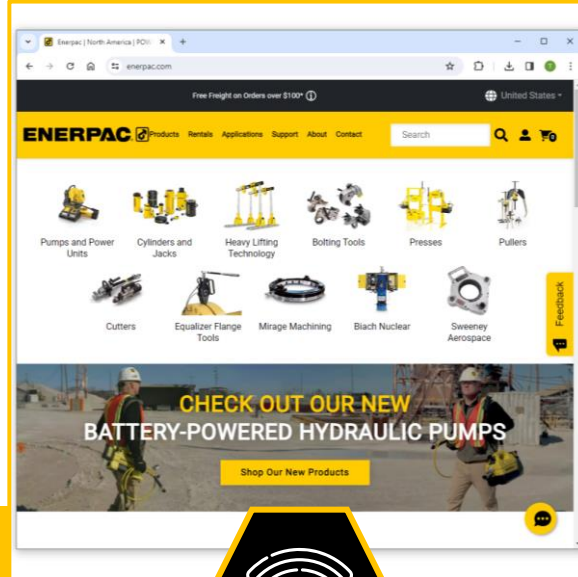 Enerpac | North America | POW
enerpac.com
Free Freight on Orders over $100*
United States
ENERPAC
Products Rentals Applications Support About Contact
Search
0
Pumps and Power
Units
Cylinders and
Jacks
Heavy Lifting
Technology
Bolting Tools
Presses
Pullers
Cutters
Equalizer Flange
Tools
Mirage Machining
Biach Nuclear
Sweeney
Aerospace
Feedback
CHECK OUT OUR NEW
BATTERY-POWERED HYDRAULIC PUMPS
Shop Our New Products